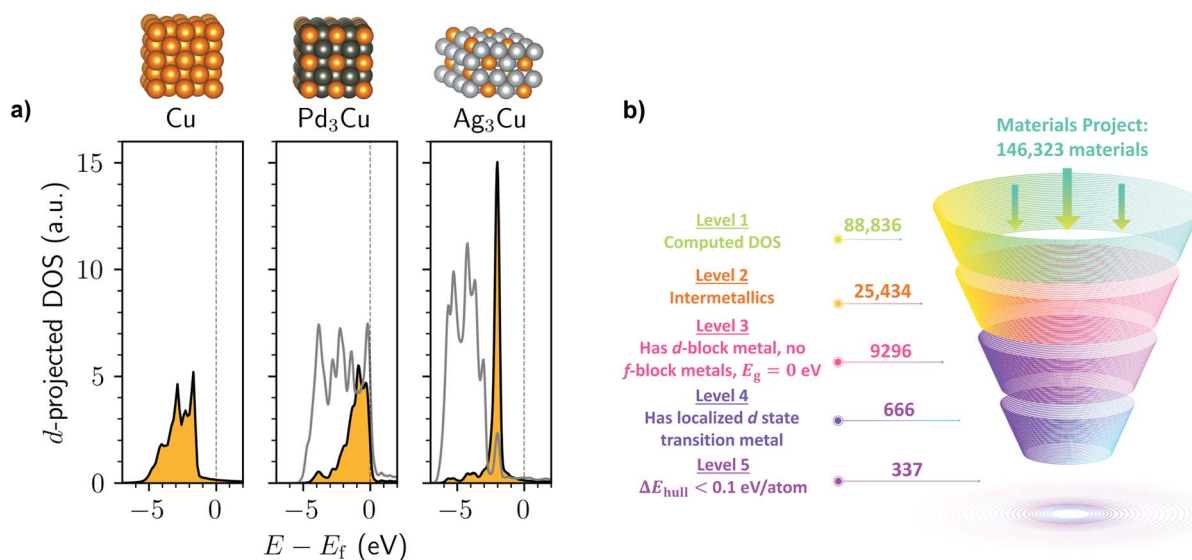 a)
Cu
Pd₃Cu
Ag₃Cu
d-projected DOS (a.u.)
15
10
5
0
−5 0
−5 0
−5 0
E − E_f (eV)
b)
Materials Project:
146,323 materials
Level 1
Computed DOS
88,836
Level 2
Intermetallics
25,434
Level 3
Has d-block metal, no
f-block metals, E_g = 0 eV
9296
Level 4
Has localized d state
transition metal
666
Level 5
ΔE_hull < 0.1 eV/atom
337